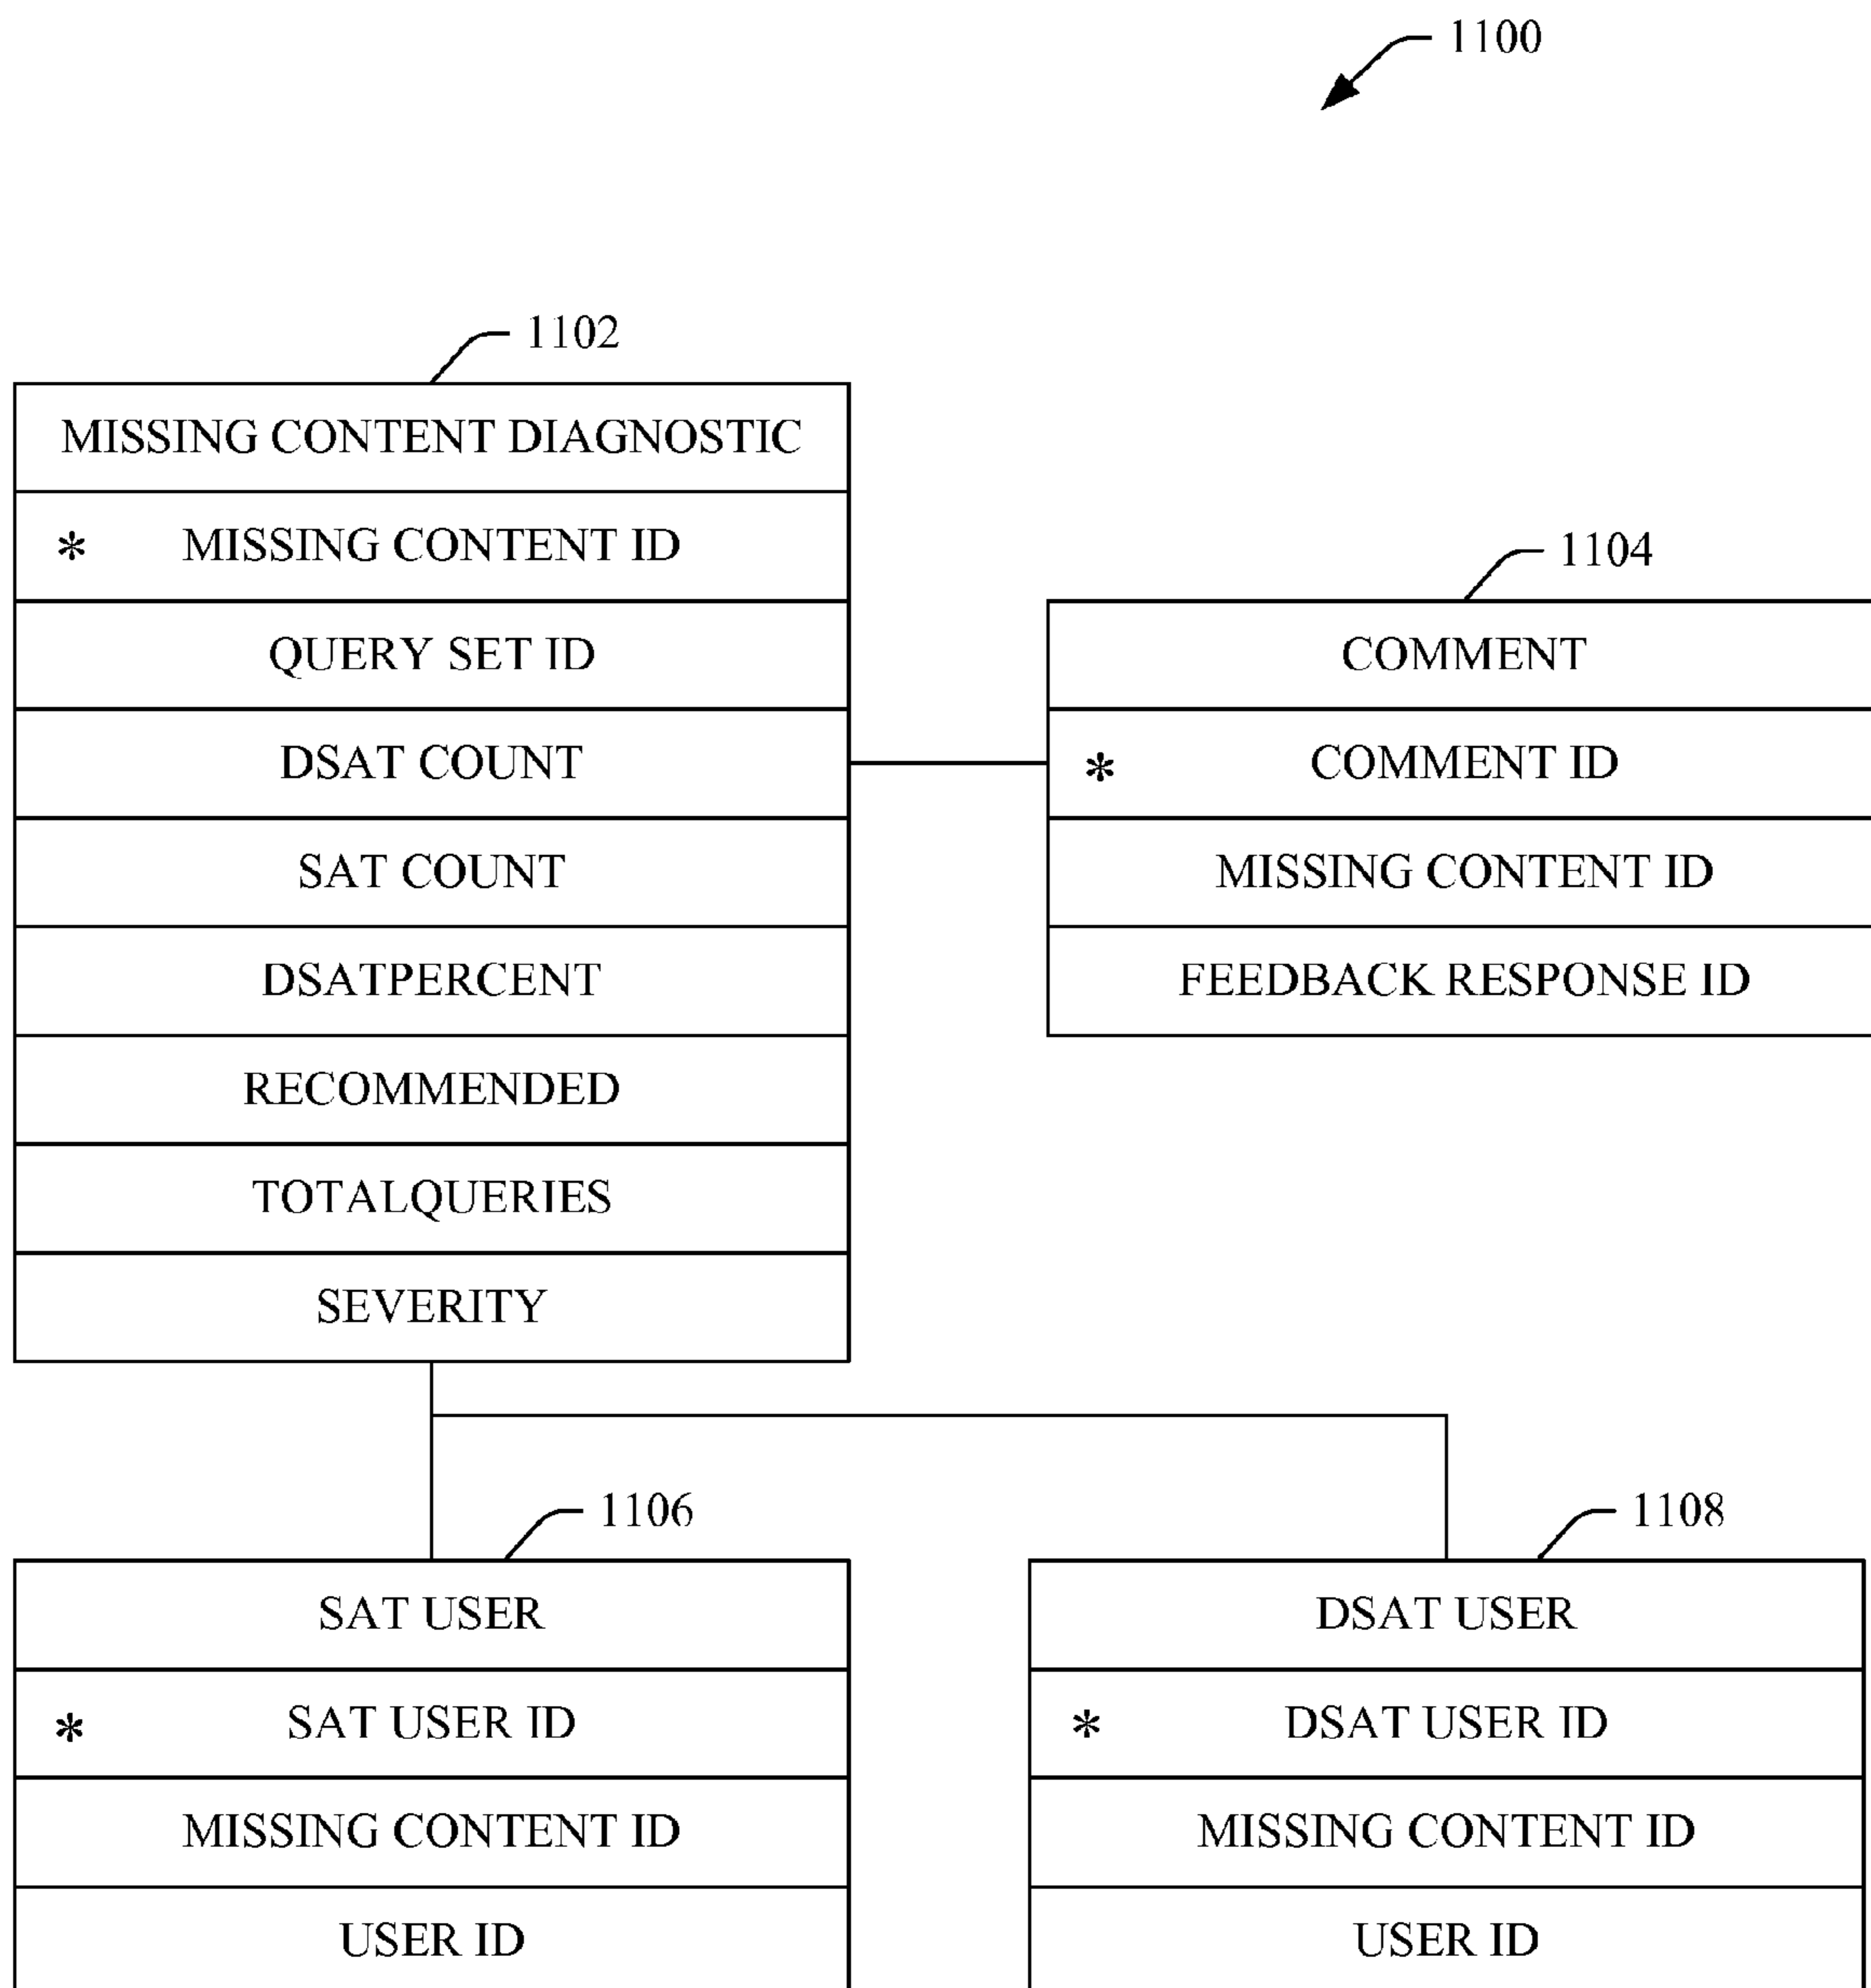 1100
1102
MISSING CONTENT DIAGNOSTIC
* MISSING CONTENT ID
QUERY SET ID
DSAT COUNT
SAT COUNT
DSATPERCENT
RECOMMENDED
TOTALQUERIES
SEVERITY
1104
COMMENT
* COMMENT ID
MISSING CONTENT ID
FEEDBACK RESPONSE ID
1106
SAT USER
* SAT USER ID
MISSING CONTENT ID
USER ID
1108
DSAT USER
* DSAT USER ID
MISSING CONTENT ID
USER ID